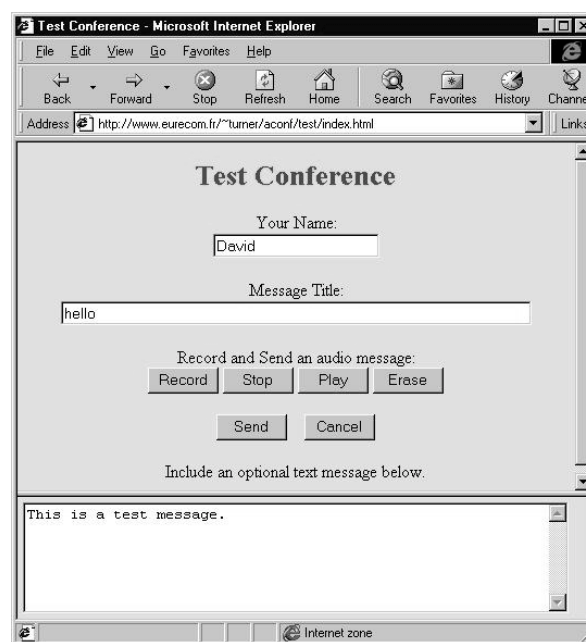 Test Conference - Microsoft Internet Explorer
File Edit View Go Favorites Help
Back Forward Stop Refresh Home Search Favorites History Channe
Address http://www.eurecom.fr/~turner/aconf/test/index.html Links
Test Conference
Your Name:
David
Message Title:
hello
Record and Send an audio message:
Record Stop Play Erase
Send Cancel
Include an optional text message below.
This is a test message.
Internet zone